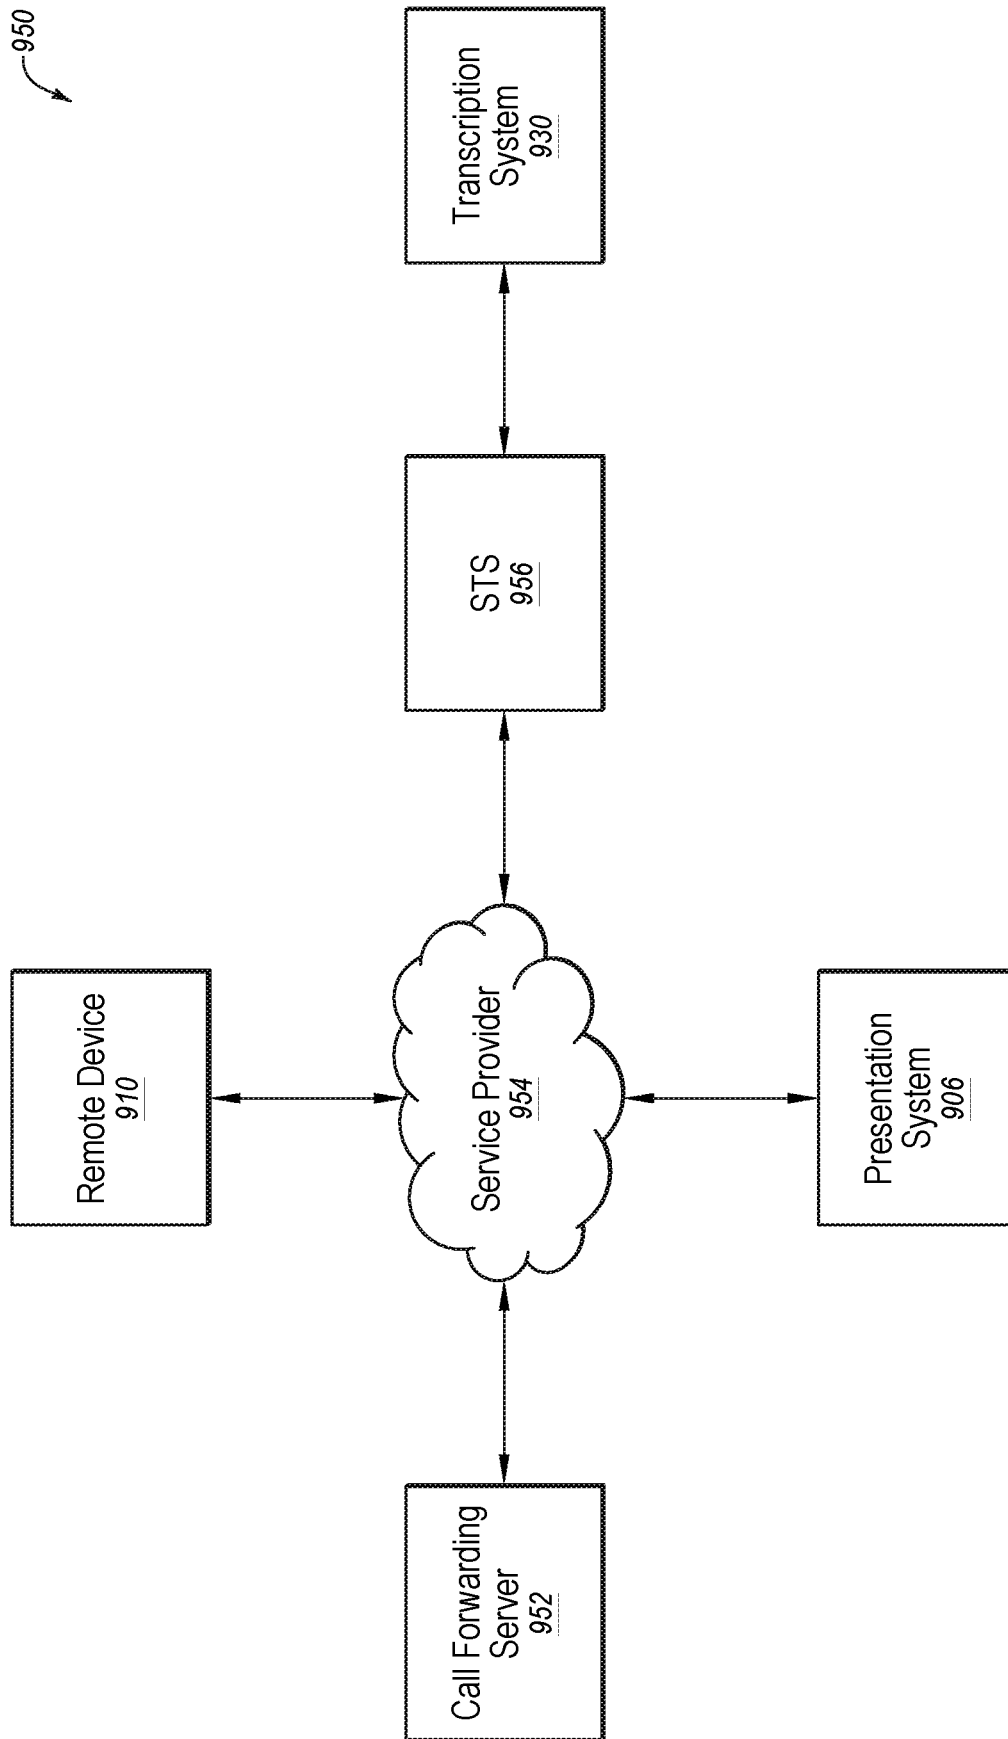 950
Remote Device
910
Call Forwarding
Server
952
Service Provider
954
STS
956
Transcription
System
930
Presentation
System
906